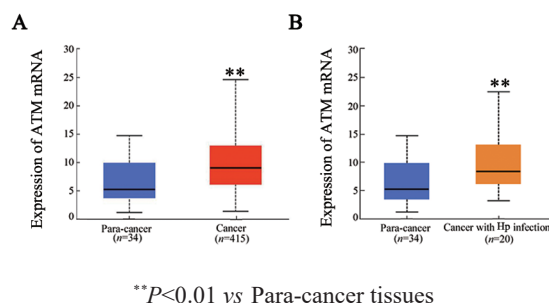 A
Expression of ATM mRNA
30
25
20
15
10
5
0
**
Para-cancer
(n=34)
Cancer
(n=415)
B
Expression of ATM mRNA
30
25
20
15
10
5
0
**
Para-cancer
(n=34)
Cancer with Hp infection
(n=20)
**P<0.01 vs Para-cancer tissues